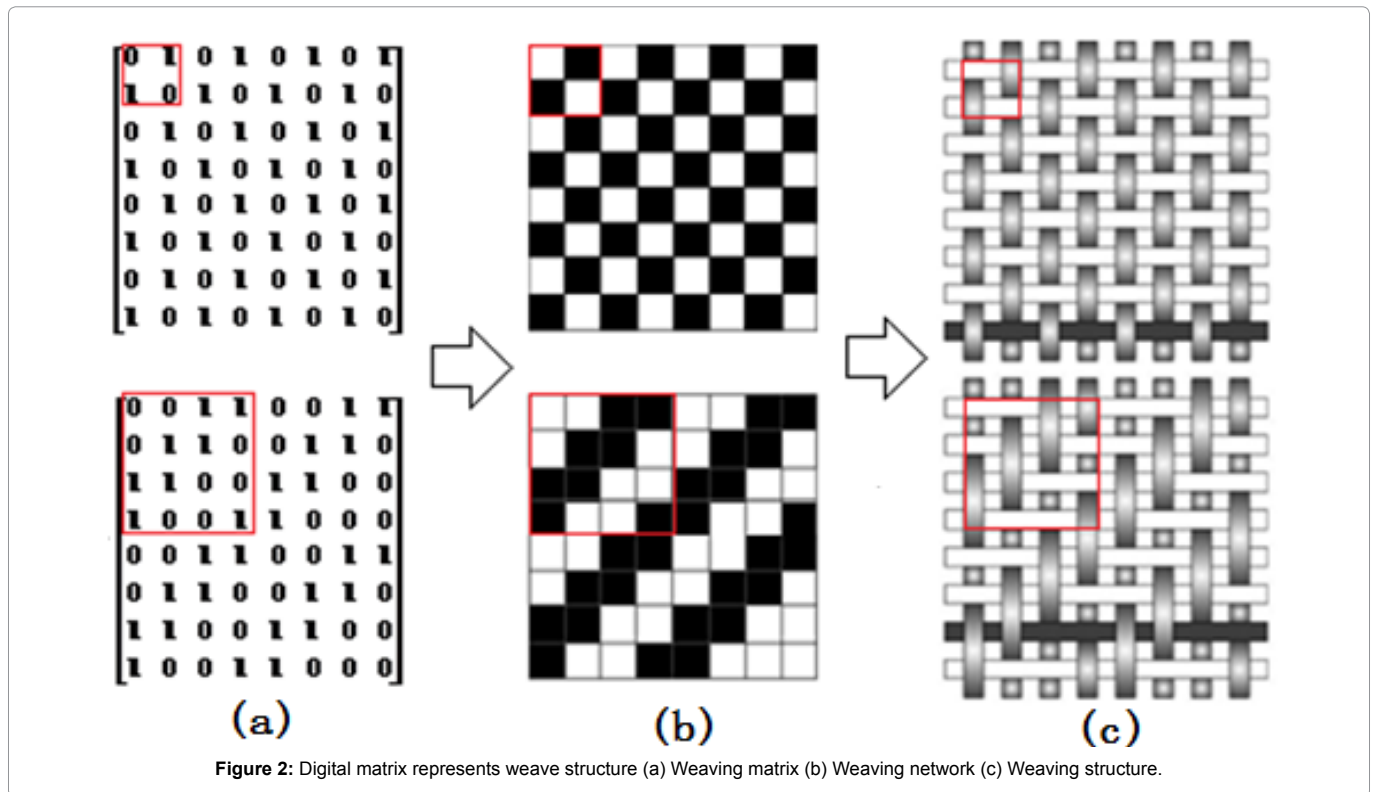 0 1 0 1 0 1 0 1
1 0 1 0 1 0 1 0
0 1 0 1 0 1 0 1
1 0 1 0 1 0 1 0
0 1 0 1 0 1 0 1
1 0 1 0 1 0 1 0
0 1 0 1 0 1 0 1
1 0 1 0 1 0 1 0
0 0 1 1 0 0 1 1
0 1 1 0 0 1 1 0
1 1 0 0 1 1 0 0
1 0 0 1 1 0 0 0
0 0 1 1 0 0 1 1
0 1 1 0 0 1 1 0
1 1 0 0 1 1 0 0
1 0 0 1 1 0 0 0
(a) (b) (c)
Figure 2: Digital matrix represents weave structure (a) Weaving matrix (b) Weaving network (c) Weaving structure.